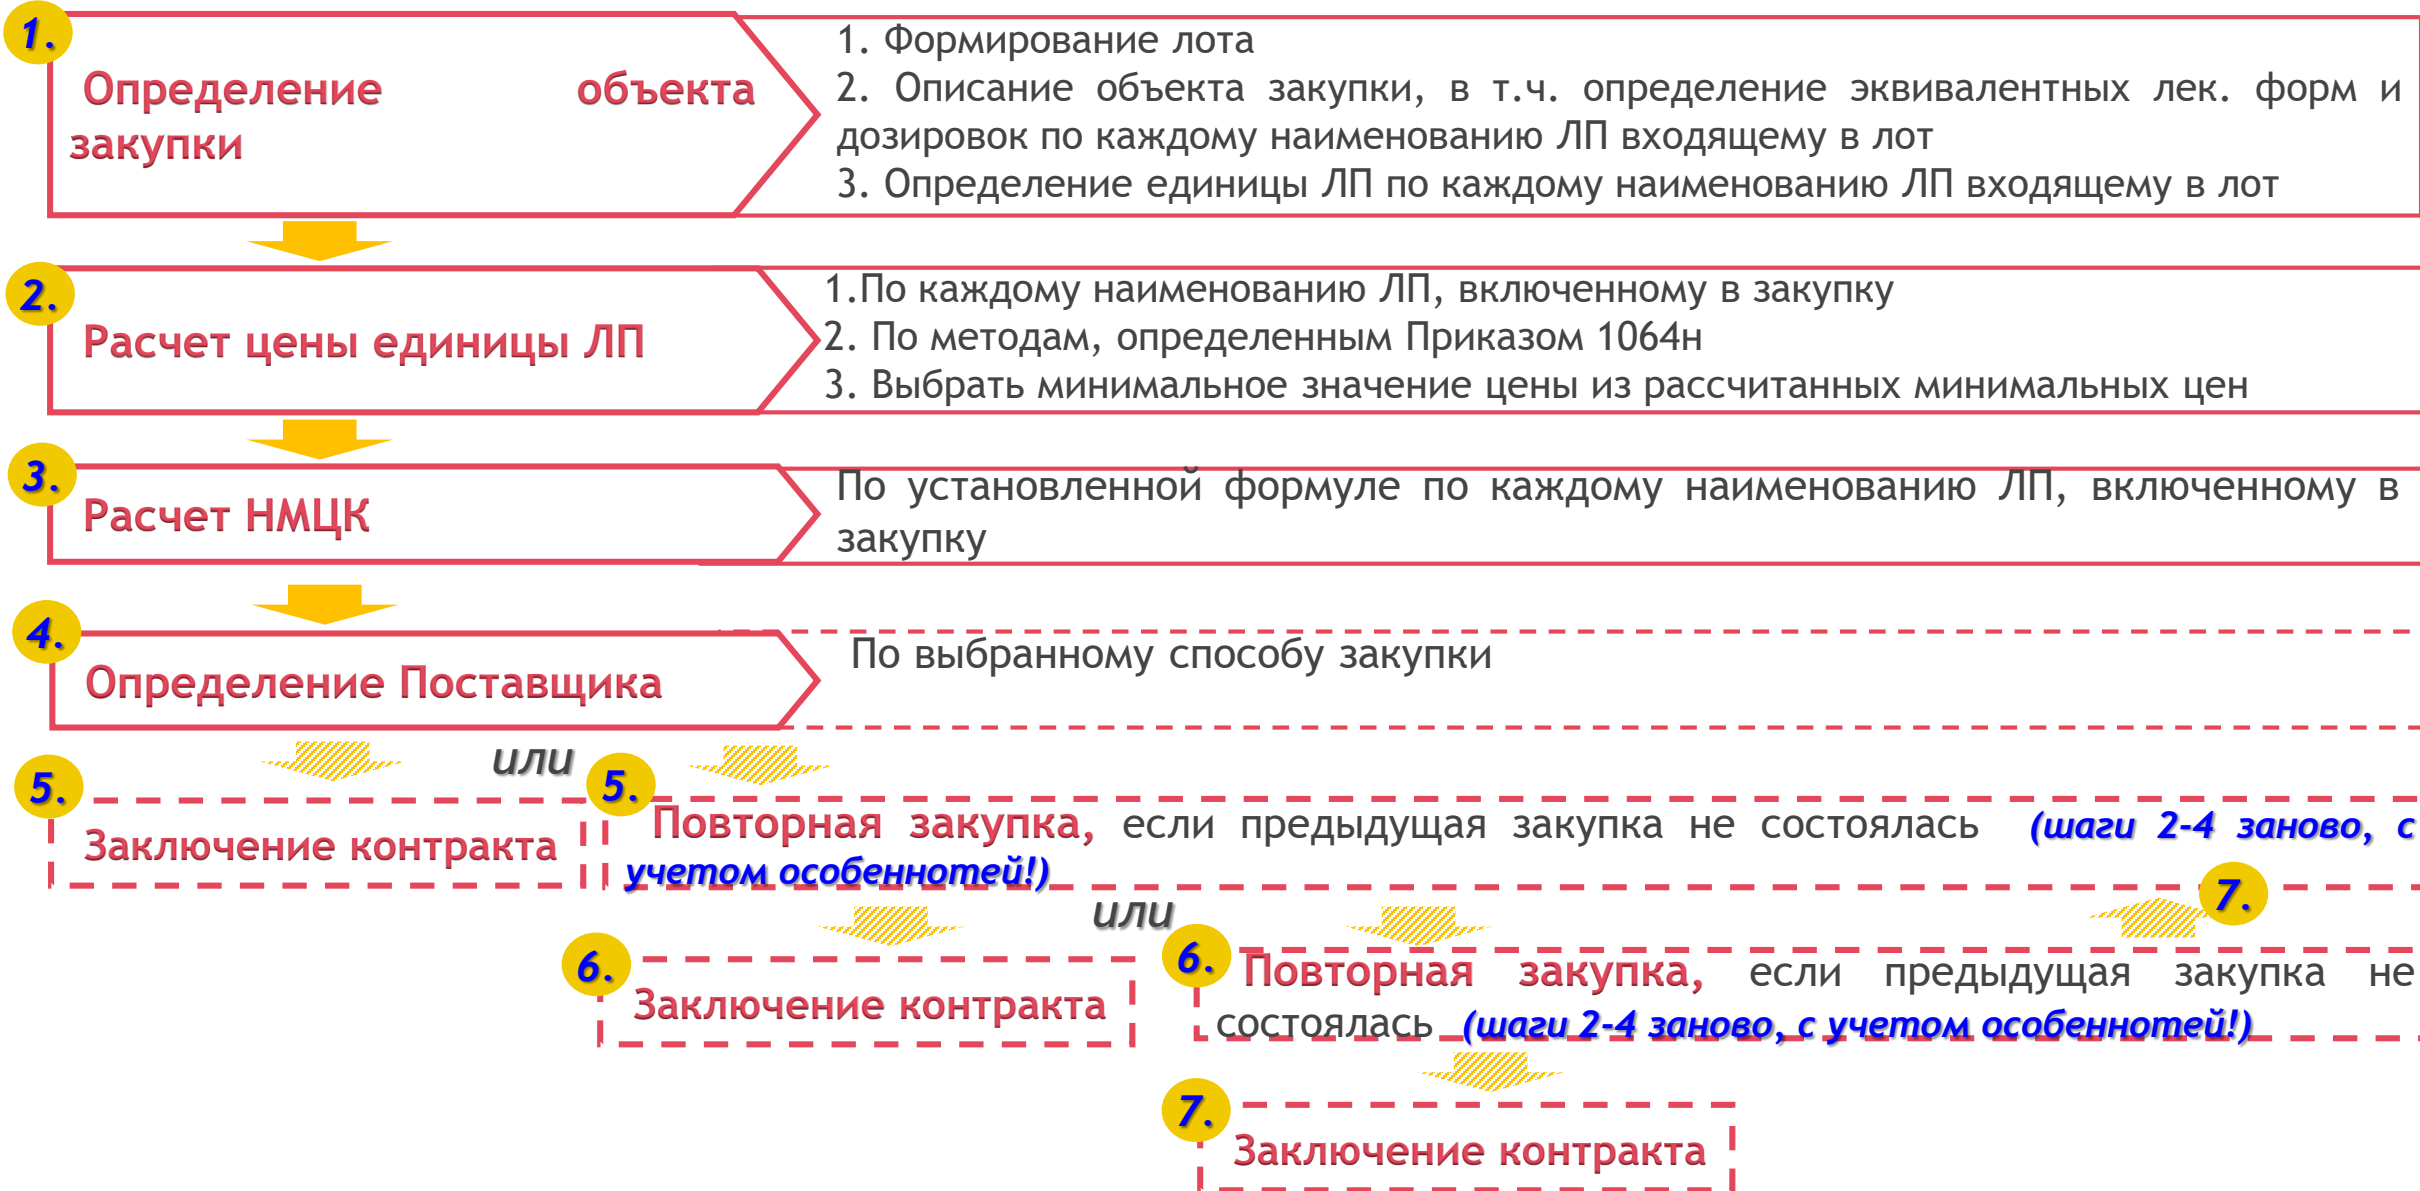 1.
Определение объекта
закупки
1. Формирование лота
2. Описание объекта закупки, в т.ч. определение эквивалентных лек. форм и
дозировок по каждому наименованию ЛП входящему в лот
3. Определение единицы ЛП по каждому наименованию ЛП входящему в лот
2.
Расчет цены единицы ЛП
1.По каждому наименованию ЛП, включенному в закупку
2. По методам, определенным Приказом 1064н
3. Выбрать минимальное значение цены из рассчитанных минимальных цен
3.
Расчет НМЦК
По установленной формуле по каждому наименованию ЛП, включенному в
закупку
4.
Определение Поставщика
По выбранному способу закупки
или
5.
Заключение контракта
5.
Повторная закупка, если предыдущая закупка не состоялась (шаги 2-4 заново, с
учетом особеннотей!)
7.
или
6.
Заключение контракта
6.
Повторная закупка, если предыдущая закупка не
состоялась (шаги 2-4 заново, с учетом особеннотей!)
7.
Заключение контракта